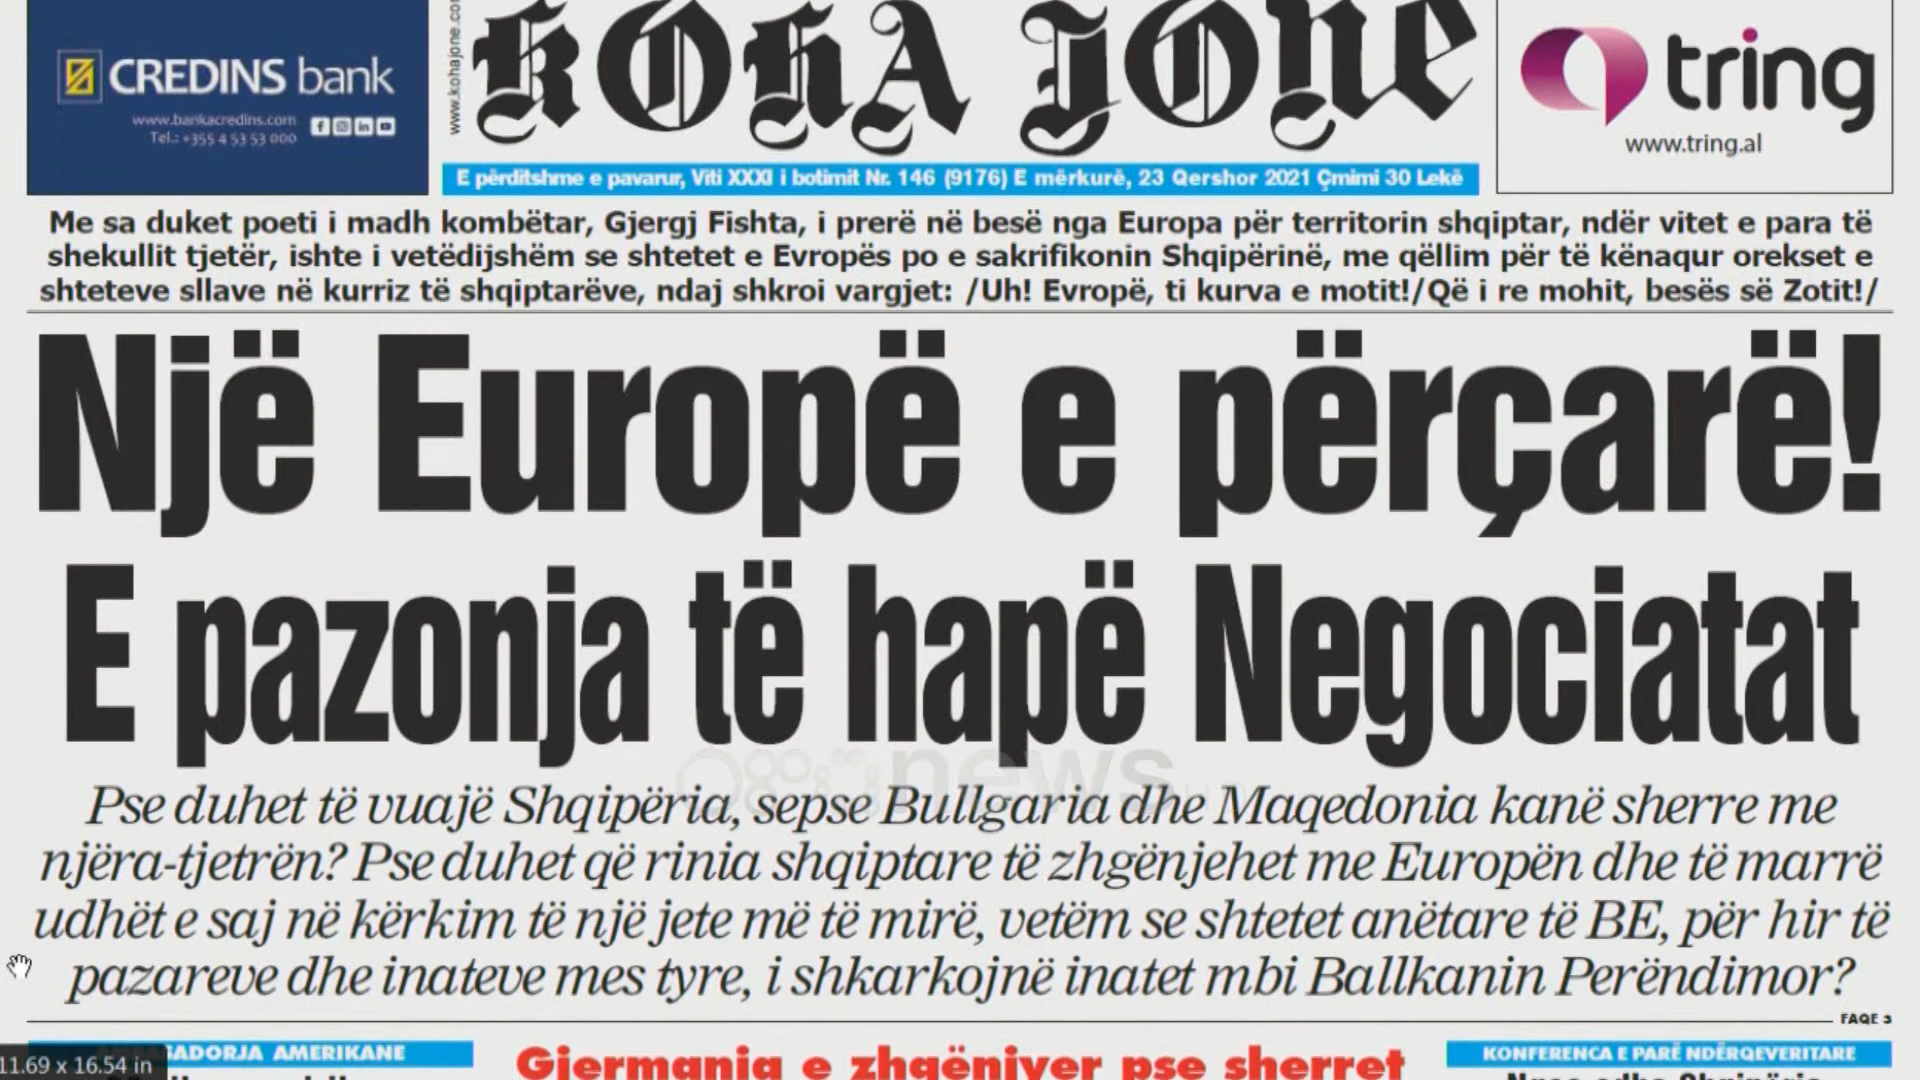 CREDINS bank
www.bankacredins.com
Tel.: +355 4 53 53 000
KOHA JONE
tring
www.tring.al
E përditshme e pavarur, Viti XXXI i botimit Nr. 146 (9176) E mërkurë, 23 Qershor 2021 Çmimi 30 Lekë
Me sa duket poeti i madh kombëtar, Gjergj Fishta, i prerë në besë nga Europa për territorin shqiptar, ndër vitet e para të
shekullit tjetër, ishte i vetëdijshëm se shtetet e Evropës po e sakrifikonin Shqipërinë, me qëllim për të kënaqur orekset e
shteteve sllave në kurriz të shqiptarëve, ndaj shkroi vargjet: /Uh! Evropë, ti kurva e motit!/Që i re mohit, besës së Zotit!/
Një Europë e përçarë!
E pazonja të hapë Negociatat
news
Pse duhet të vuajë Shqipëria, sepse Bullgaria dhe Maqedonia kanë sherre me
njëra-tjetrën? Pse duhet që rinia shqiptare të zhgënjehet me Europën dhe të marrë
udhët e saj në kërkim të një jete më të mirë, vetëm se shtetet anëtare të BE, për hir të
pazareve dhe inateve mes tyre, i shkarkojnë inatet mbi Ballkanin Perëndimor?
FAQE 3
AMERIKANE
Gjermania e zhgënjyer pse sherret
KONFERENCA E PARË NDËRQEVERITARE
11.69 x 16.54 in